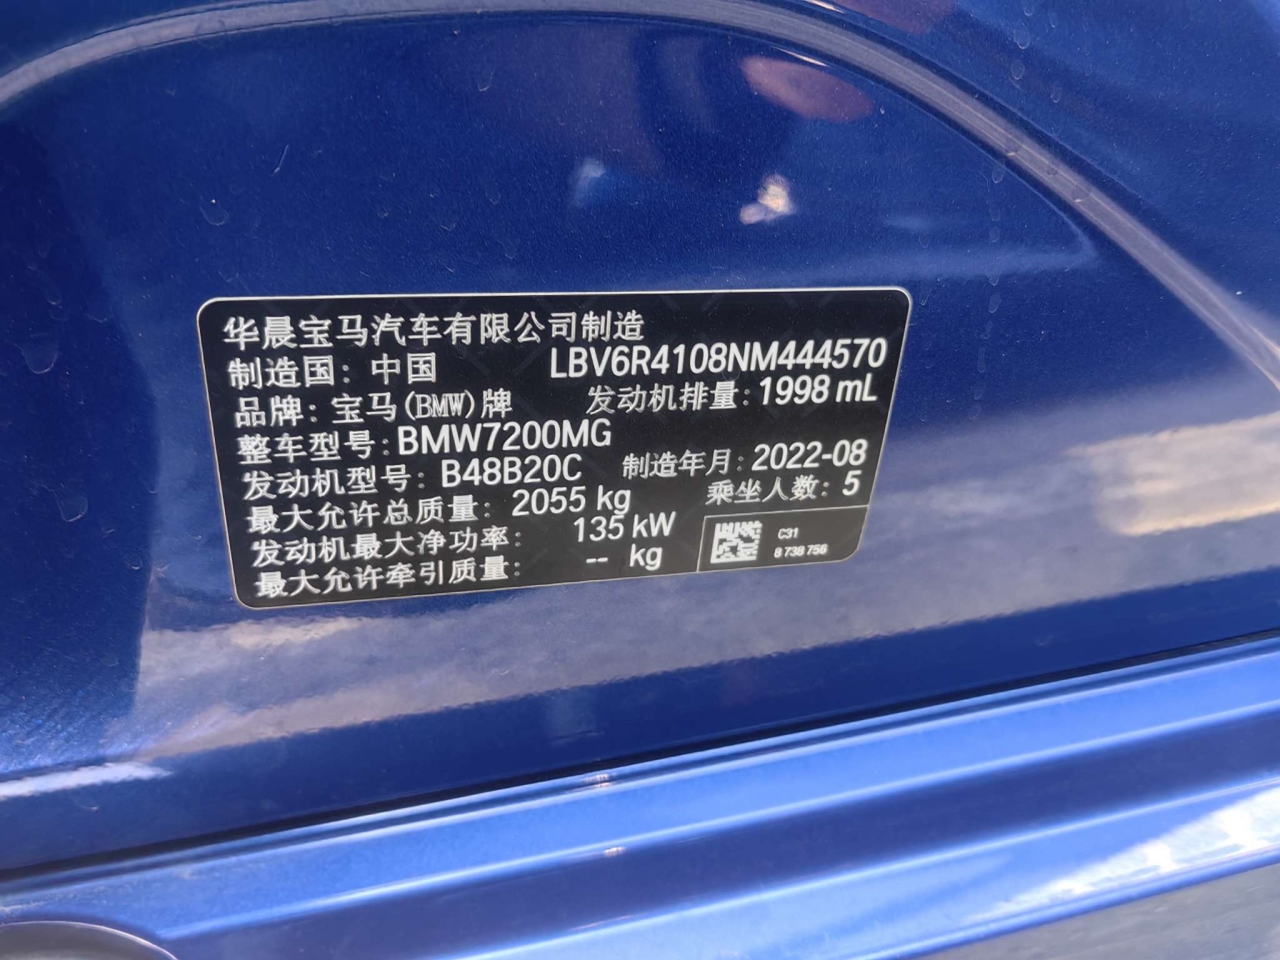 华晨宝马汽车有限公司制造
制造国：中国 LBV6R4108NM444570
品牌：宝马(BMW)牌 发动机排量：1998 mL
整车型号：BMW7200MG
发动机型号：B48B20C 制造年月：2022-08
最大允许总质量：2055 kg 乘坐人数：5
发动机最大净功率：135 kW
最大允许牵引质量：-- kg
C31
8 738 756